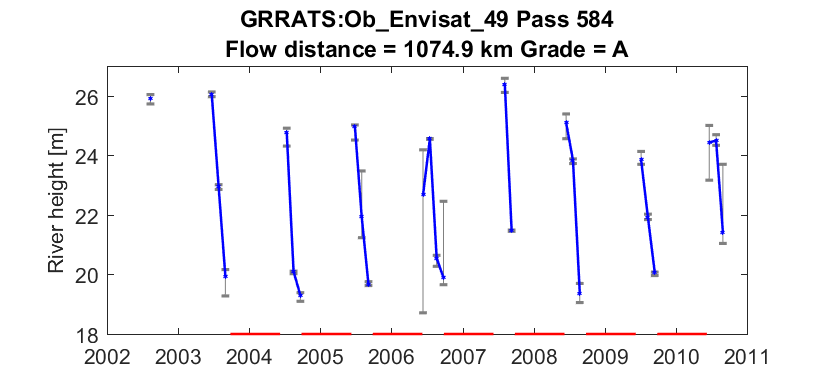 GRRATS:Ob_Envisat_49 Pass 584
Flow distance = 1074.9 km Grade = A
River height [m]
26
24
22
20
18
2002 2003 2004 2005 2006 2007 2008 2009 2010 2011